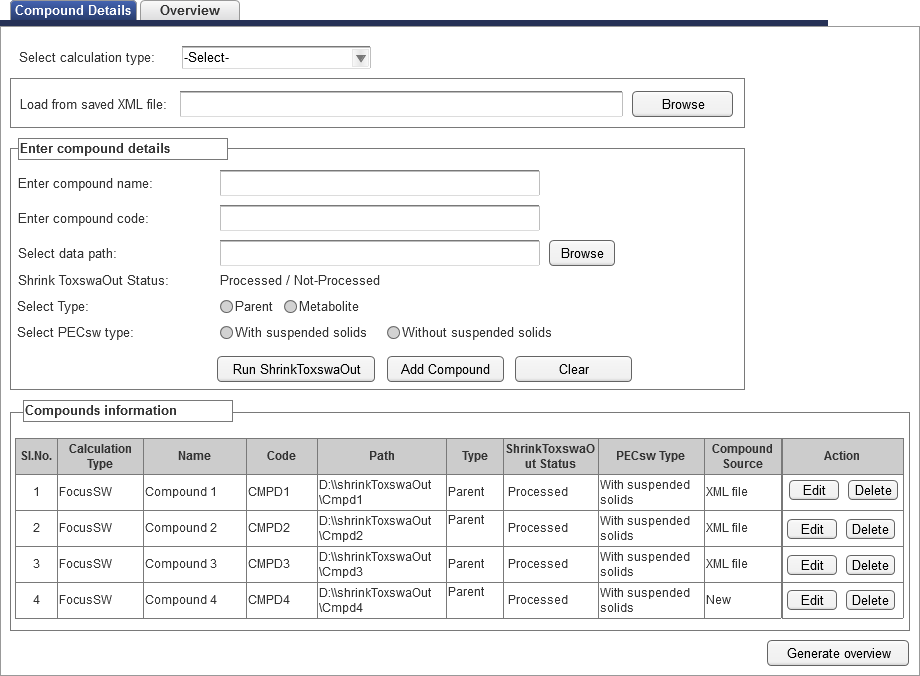 Compound Details Overview
Select calculation type: -Select-
Load from saved XML file: Browse
Enter compound details
Enter compound name:
Enter compound code:
Select data path: Browse
Shrink ToxswaOut Status: Processed / Not-Processed
Select Type: Parent Metabolite
Select PECsw type: With suspended solids Without suspended solids
Run ShrinkToxswaOut Add Compound Clear
Compounds information
Sl.No. Calculation Type Name Code Path Type ShrinkToxswaO ut Status PECsw Type Compound Source Action
1 FocusSW Compound 1 CMPD1 D:\\shrinkToxswaOut \Cmpd1 Parent Processed With suspended solids XML file Edit Delete
2 FocusSW Compound 2 CMPD2 D:\\shrinkToxswaOut \Cmpd2 Parent Processed With suspended solids XML file Edit Delete
3 FocusSW Compound 3 CMPD3 D:\\shrinkToxswaOut \Cmpd3 Parent Processed With suspended solids XML file Edit Delete
4 FocusSW Compound 4 CMPD4 D:\\shrinkToxswaOut \Cmpd4 Parent Processed With suspended solids New Edit Delete
Generate overview